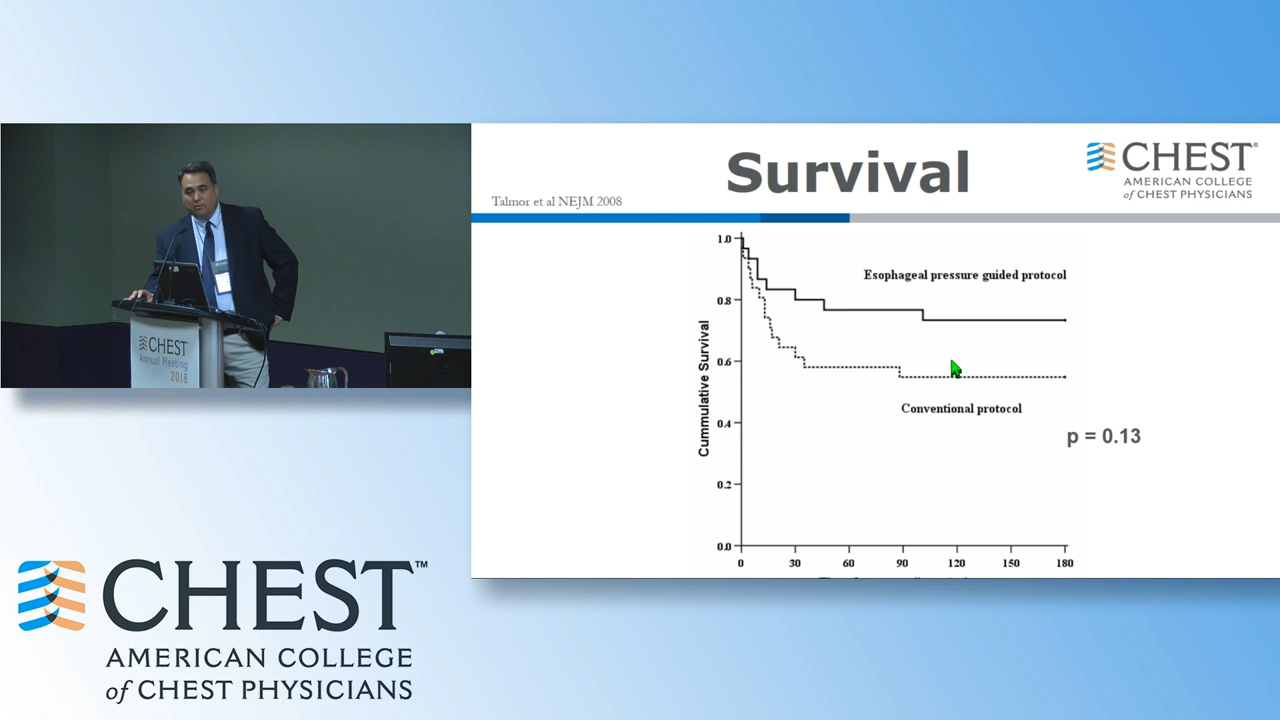 Survival
CHEST
AMERICAN COLLEGE
of CHEST PHYSICIANS
Talmor et al NEJM 2008
1.0
0.8
0.6
0.4
0.2
0.0
Cummulative Survival
Esophageal pressure guided protocol
Conventional protocol
p = 0.13
0 30 60 90 120 150 180
CHEST
Annual Meeting
2018
CHEST™
AMERICAN COLLEGE
of CHEST PHYSICIANS